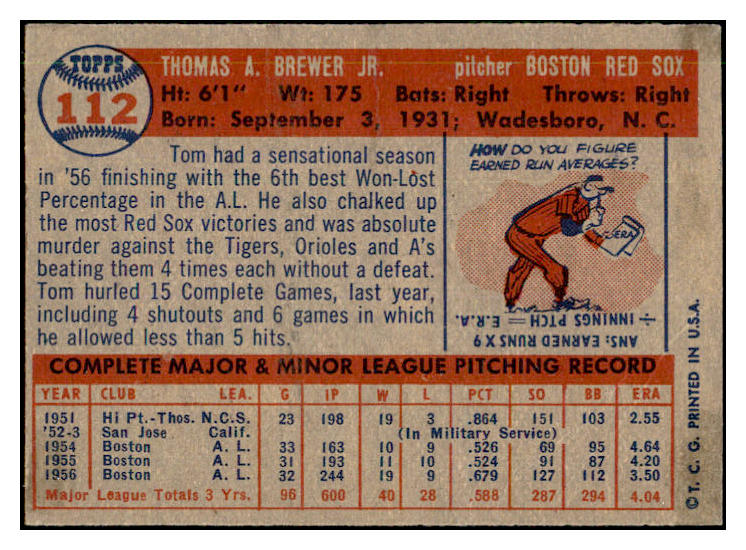 TOPPS
112
THOMAS A. BREWER JR. pitcher BOSTON RED SOX
Ht: 6'1" Wt: 175 Bats: Right Throws: Right
Born: September 3, 1931; Wadesboro, N. C.
Tom had a sensational season
in '56 finishing with the 6th best Won-Lost
Percentage in the A.L. He also chalked up
the most Red Sox victories and was absolute
murder against the Tigers, Orioles and A's
beating them 4 times each without a defeat.
Tom hurled 15 Complete Games, last year,
including 4 shutouts and 6 games in which
he allowed less than 5 hits.
HOW DO YOU FIGURE
EARNED RUN AVERAGES?
ERA
ANS: EARNED RUNS X 9
÷ INNINGS PTCH = E.R.A.
COMPLETE MAJOR & MINOR LEAGUE PITCHING RECORD
YEAR CLUB LEA. G IP W L PCT SO BB ERA
1951 Hi Pt.-Thos. N.C.S. 23 198 19 3 .864 151 103 2.55
'52-3 San Jose Calif. (In Military Service)
1954 Boston A. L. 33 163 10 9 .526 69 95 4.64
1955 Boston A. L. 31 193 11 10 .524 91 87 4.20
1956 Boston A. L. 32 244 19 9 .679 127 112 3.50
Major League Totals 3 Yrs. 96 600 40 28 .588 287 294 4.04
© T. C. G. PRINTED IN U.S.A.